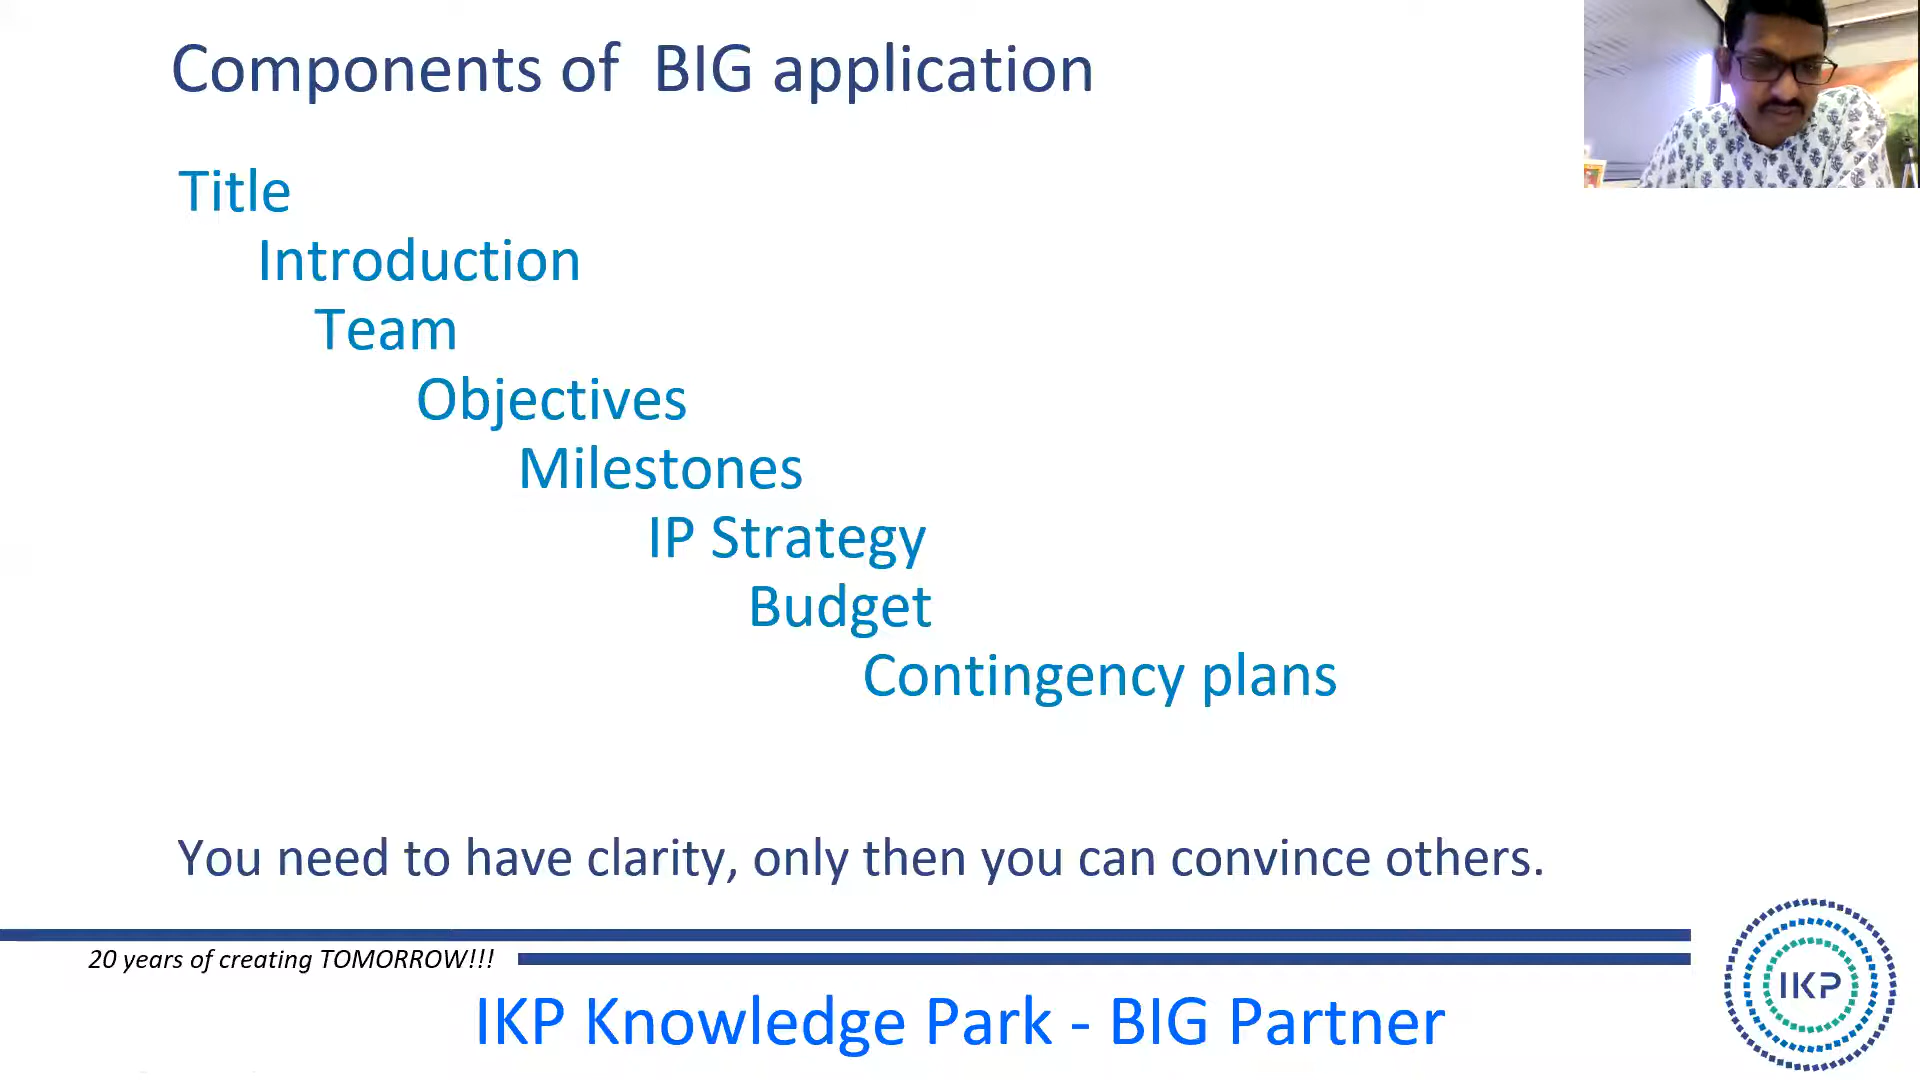 Components of BIG application
Title
Introduction
Team
Objectives
Milestones
IP Strategy
Budget
Contingency plans
You need to have clarity, only then you can convince others.
20 years of creating TOMORROW!!!
IKP
IKP Knowledge Park - BIG Partner